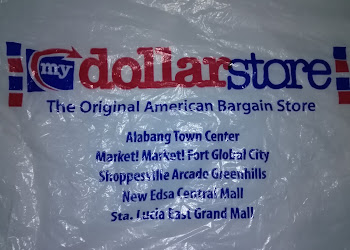 my dollarstore
The Original American Bargain Store
Alabang Town Center
Market! Market! Fort Global City
Shoppesville Arcade Greenhills
New Edsa Central Mall
Sta. Lucia East Grand Mall